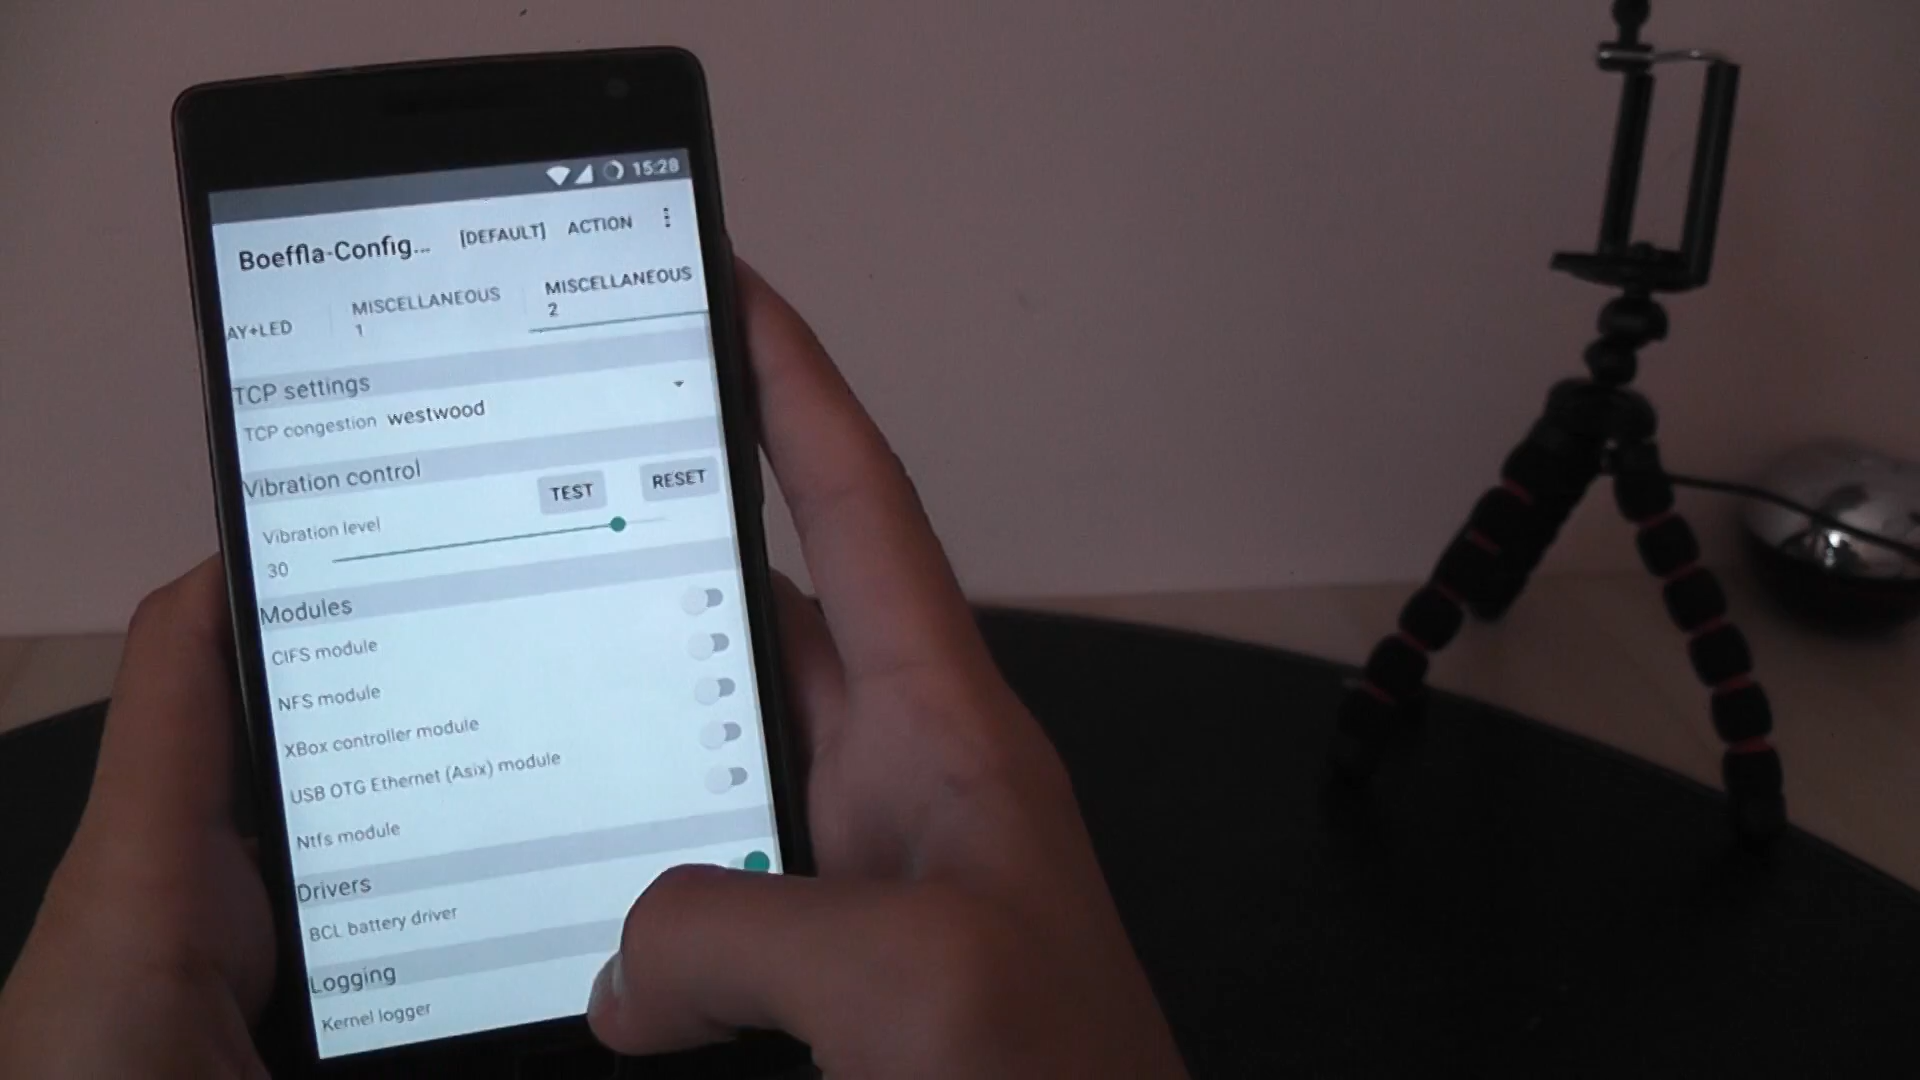 15:28
Boeffla-Config... [DEFAULT] ACTION
AY+LED
MISCELLANEOUS
1
MISCELLANEOUS
2
TCP settings
TCP congestion westwood
Vibration control
TEST RESET
Vibration level
30
Modules
CIFS module
NFS module
XBox controller module
USB OTG Ethernet (Asix) module
Ntfs module
Drivers
BCL battery driver
Logging
Kernel logger